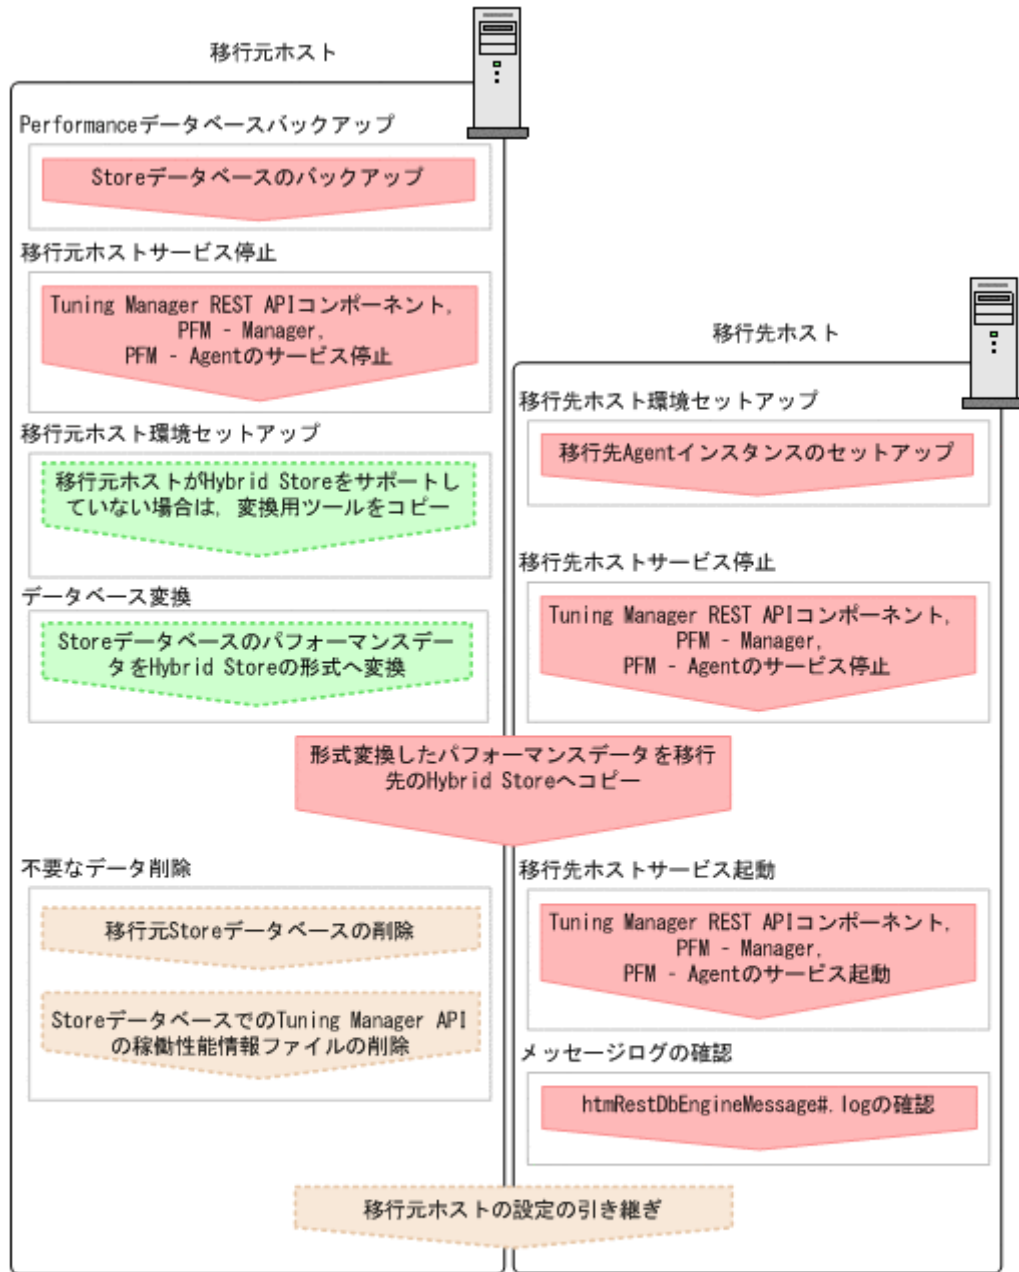 移行元ホスト
Performanceデータベースバックアップ
Storeデータベースのバックアップ
移行元ホストサービス停止
Tuning Manager REST APIコンポーネント,
PFM - Manager,
PFM - Agentのサービス停止
移行元ホスト環境セットアップ
移行元ホストがHybrid Storeをサポートし
ていない場合は, 変換用ツールをコピー
データベース変換
Storeデータベースのパフォーマンスデー
タをHybrid Storeの形式へ変換
移行先ホスト
移行先ホスト環境セットアップ
移行先Agentインスタンスのセットアップ
移行先ホストサービス停止
Tuning Manager REST APIコンポーネント,
PFM - Manager,
PFM - Agentのサービス停止
形式変換したパフォーマンスデータを移行
先のHybrid Storeへコピー
不要なデータ削除
移行元Storeデータベースの削除
StoreデータベースでのTuning Manager API
の稼働性能情報ファイルの削除
移行先ホストサービス起動
Tuning Manager REST APIコンポーネント,
PFM - Manager,
PFM - Agentのサービス起動
メッセージログの確認
htmRestDbEngineMessage#.logの確認
移行元ホストの設定の引き継ぎ